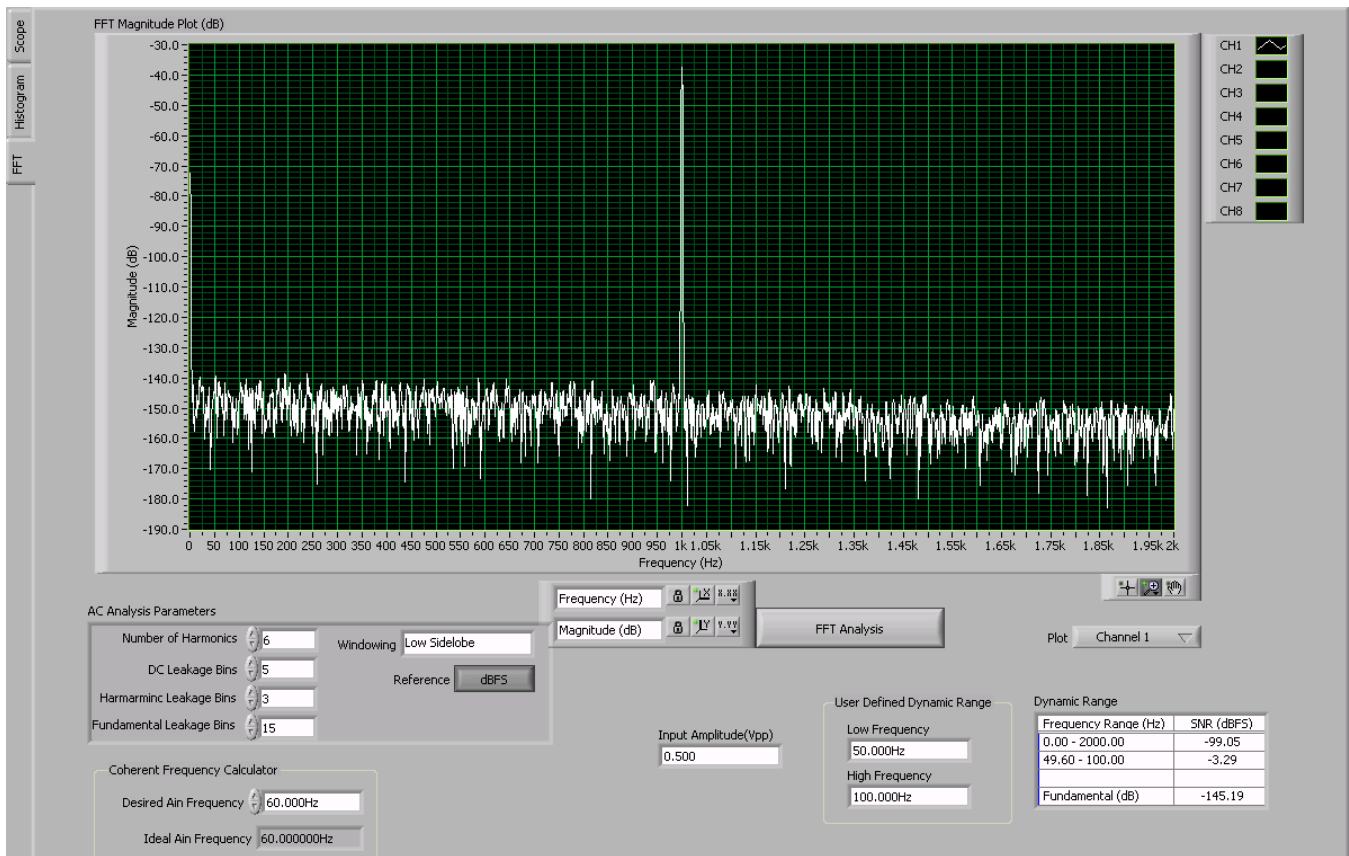 Scope
Histogram
FFT
FFT Magnitude Plot (dB)
Magnitude (dB)
-30.0
-40.0
-50.0
-60.0
-70.0
-80.0
-90.0
-100.0
-110.0
-120.0
-130.0
-140.0
-150.0
-160.0
-170.0
-180.0
-190.0
0 50 100 150 200 250 300 350 400 450 500 550 600 650 700 750 800 850 900 950 1k 1.05k 1.15k 1.25k 1.35k 1.45k 1.55k 1.65k 1.75k 1.85k 1.95k 2k
Frequency (Hz)
CH1
CH2
CH3
CH4
CH5
CH6
CH7
CH8
Frequency (Hz) X X.XX
Magnitude (dB) Y Y.YY
FFT Analysis
Plot Channel 1
AC Analysis Parameters
Number of Harmonics 6
DC Leakage Bins 5
Harmarminc Leakage Bins 3
Fundamental Leakage Bins 15
Windowing Low Sidelobe
Reference dBFS
Coherent Frequency Calculator
Desired Ain Frequency 60.000Hz
Ideal Ain Frequency 60.000000Hz
Input Amplitude(Vpp)
0.500
User Defined Dynamic Range
Low Frequency
50.000Hz
High Frequency
100.000Hz
Dynamic Range
Frequency Range (Hz) SNR (dBFS)
0.00 - 2000.00 -99.05
49.60 - 100.00 -3.29
Fundamental (dB) -145.19